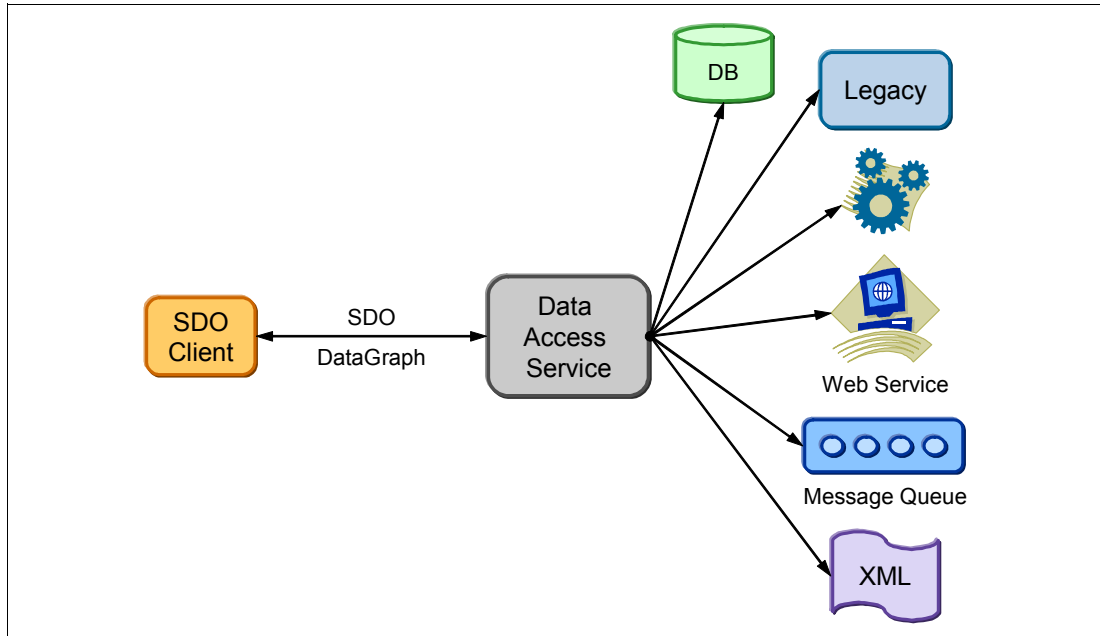 DB
Legacy
SDO
Client
SDO
DataGraph
Data
Access
Service
Web Service
Message Queue
XML